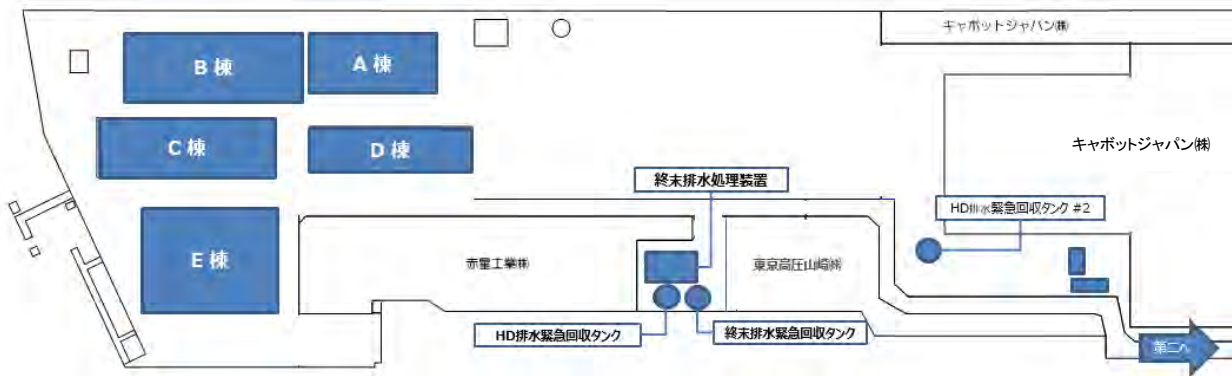 キャボットジャパン㈱
B 棟
A 棟
C 棟
D 棟
キャボットジャパン㈱
終末排水処理装置
HD排水緊急回収タンク #2
E 棟
赤星工業㈱
東京高圧山崎㈱
HD排水緊急回収タンク
終末排水緊急回収タンク
第二へ